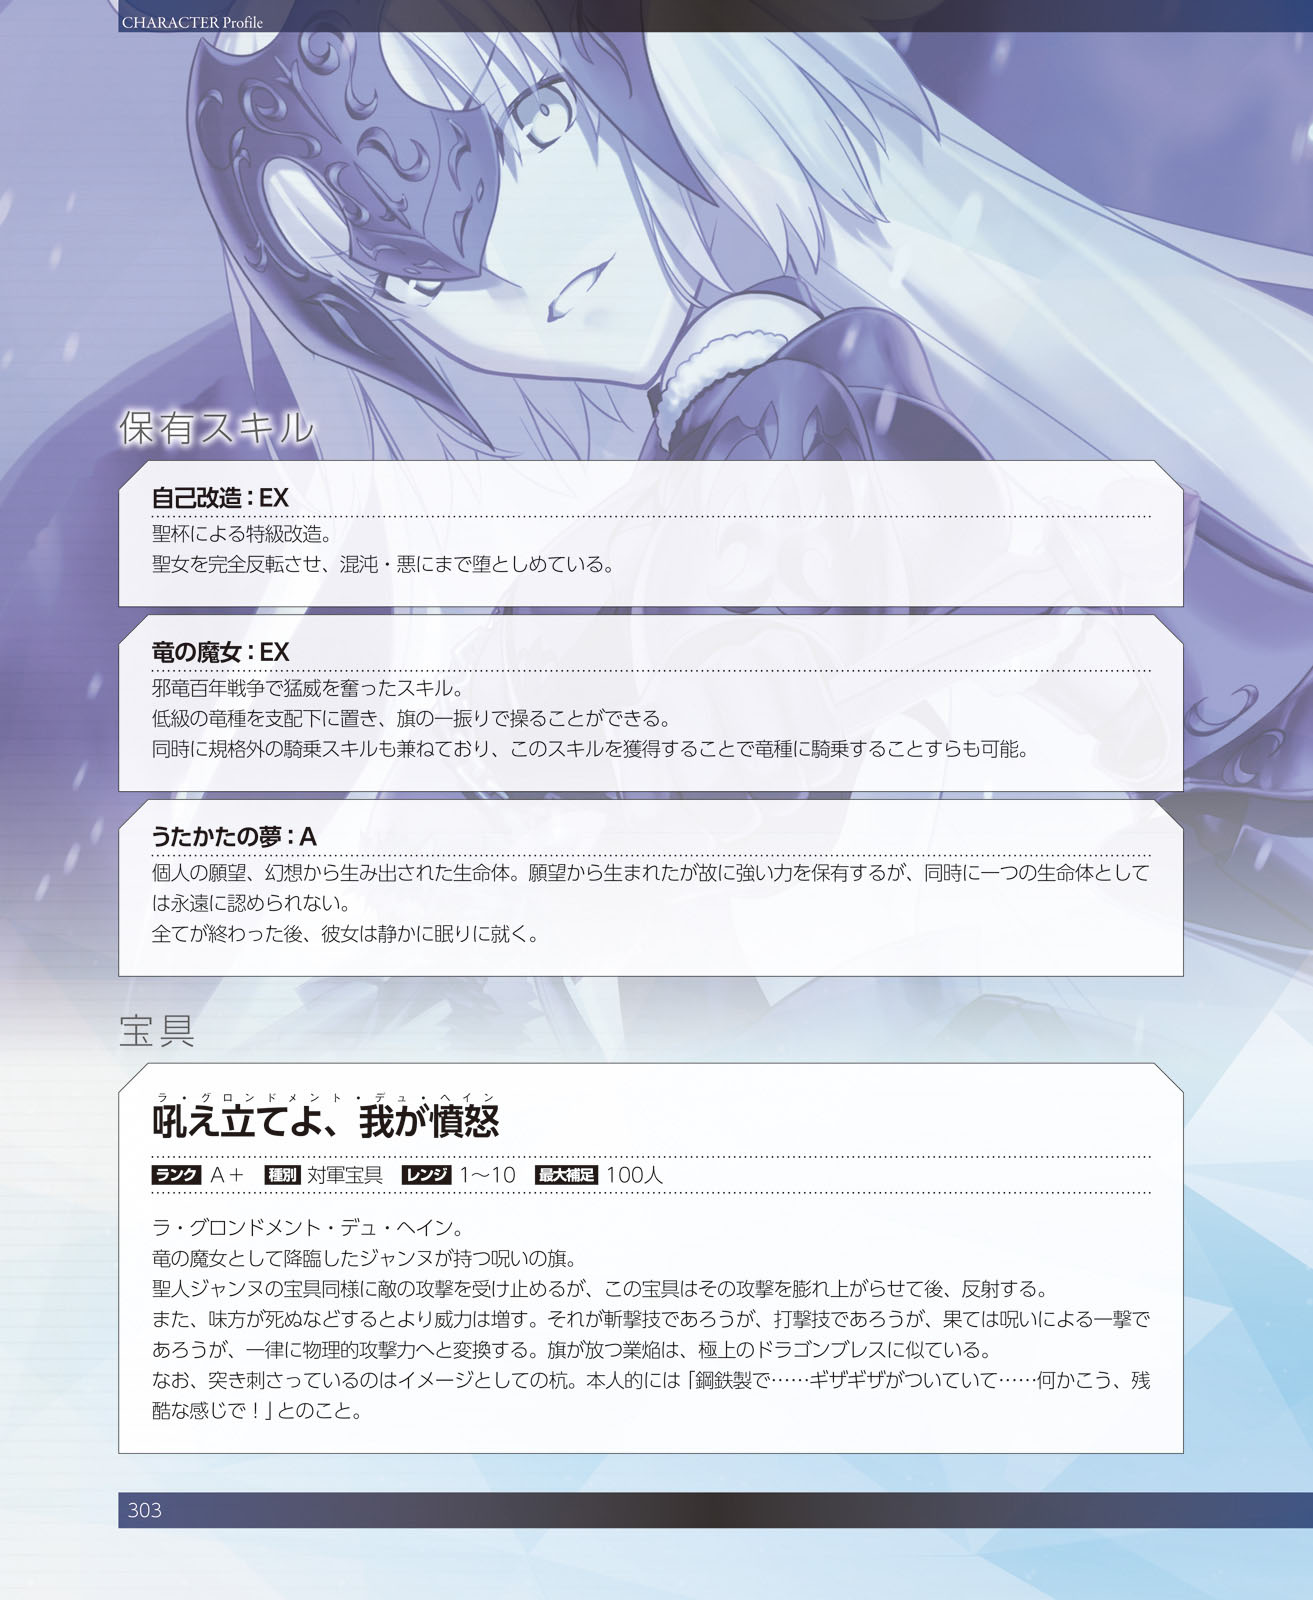 CHARACTER Profile
保有スキル
自己改造：EX
聖杯による特級改造。
聖女を完全反転させ、混沌・悪にまで堕としめている。
竜の魔女：EX
邪竜百年戦争で猛威を奮ったスキル。
低級の竜種を支配下に置き、旗の一振りで操ることができる。
同時に規格外の騎乗スキルも兼ねており、このスキルを獲得することで竜種に騎乗することすらも可能。
うたかたの夢：A
個人の願望、幻想から生み出された生命体。願望から生まれたが故に強い力を保有するが、同時に一つの生命体として
は永遠に認められない。
全てが終わった後、彼女は静かに眠りに就く。
宝具
ラ・グロンドメント・デュ・ヘイン
吼え立てよ、我が憤怒
ランク A＋ 種別 対軍宝具 レンジ 1〜10 最大補足 100人
ラ・グロンドメント・デュ・ヘイン。
竜の魔女として降臨したジャンヌが持つ呪いの旗。
聖人ジャンヌの宝具同様に敵の攻撃を受け止めるが、この宝具はその攻撃を膨れ上がらせて後、反射する。
また、味方が死ぬなどするとより威力は増す。それが斬撃技であろうが、打撃技であろうが、果ては呪いによる一撃で
あろうが、一律に物理的攻撃力へと変換する。旗が放つ業焔は、極上のドラゴンブレスに似ている。
なお、突き刺さっているのはイメージとしての杭。本人的には「鋼鉄製で……ギザギザがついていて……何かこう、残
酷な感じで！」とのこと。
303